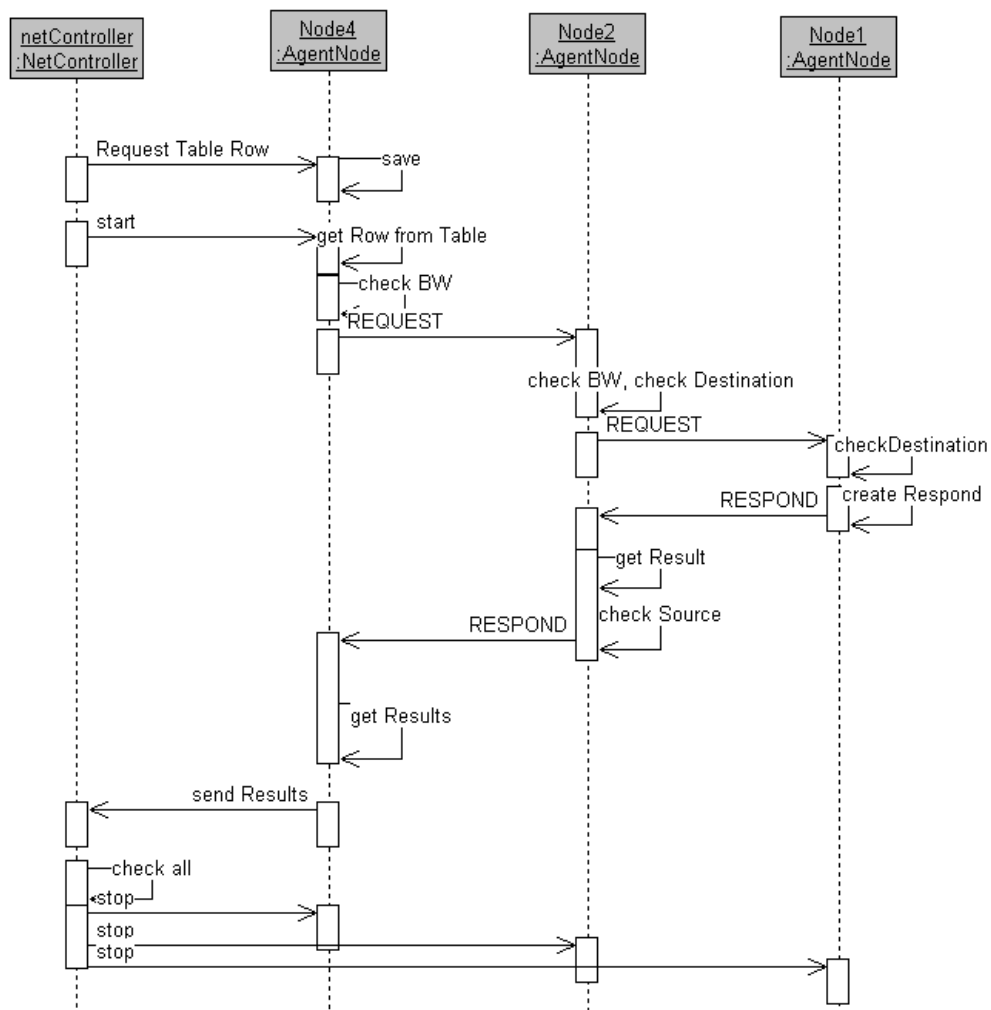 netController
:NetController
Node4
:AgentNode
Node2
:AgentNode
Node1
:AgentNode
Request Table Row
save
start
get Row from Table
check BW
REQUEST
check BW, check Destination
REQUEST
checkDestination
create Respond
RESPOND
get Result
check Source
RESPOND
get Results
send Results
check all
stop
stop
stop